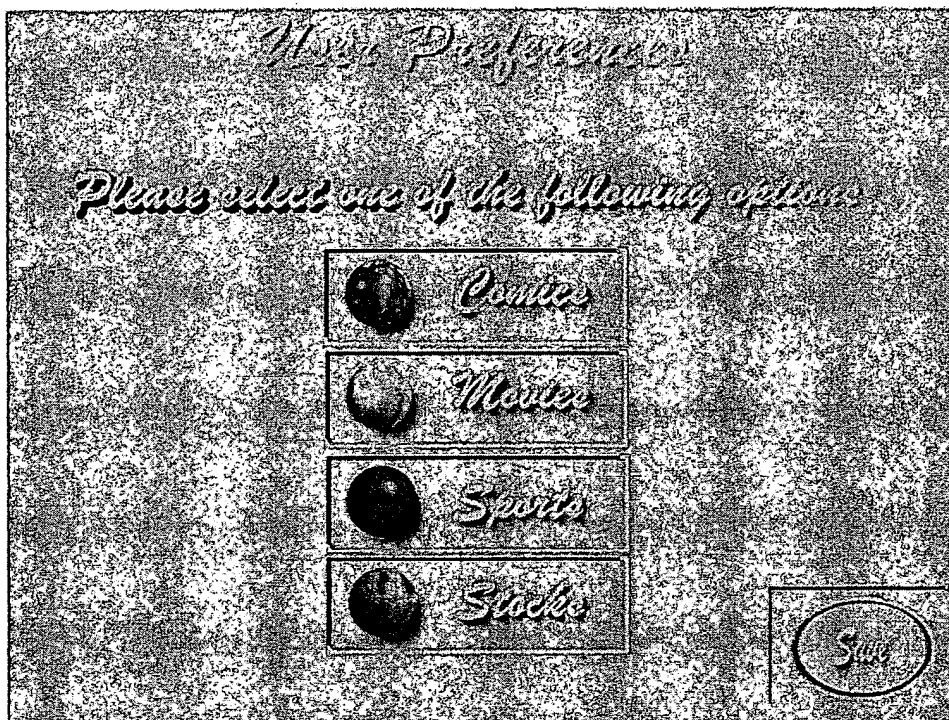 User Preferences
Please select one of the following options
Comics
Movies
Sports
Stocks
Save